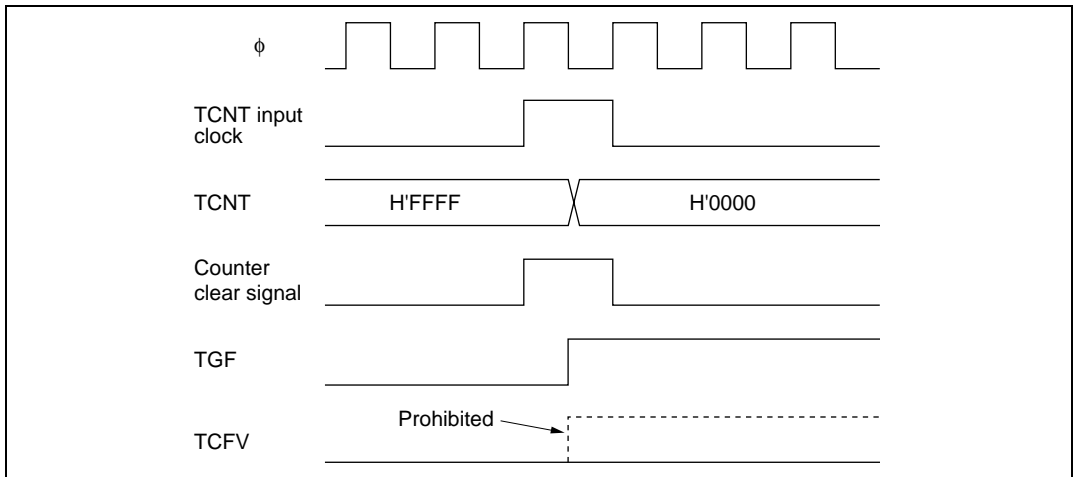 ϕ
TCNT input
clock
TCNT
H'FFFF
H'0000
Counter
clear signal
TGF
Prohibited
TCFV